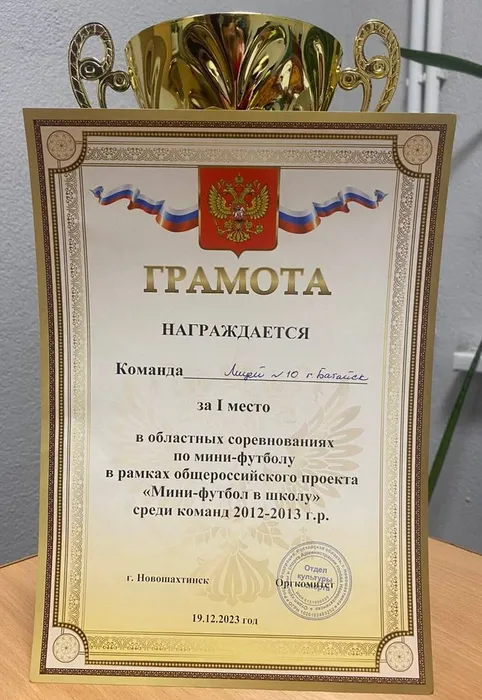 ГРАМОТА
НАГРАЖДАЕТСЯ
Команда Лицей №10 г. Батайск
за I место
в областных соревнованиях
по мини-футболу
в рамках общероссийского проекта
«Мини-футбол в школу»
среди команд 2012-2013 г.р.
г. Новошахтинск Оргкомитет
Отдел
культуры
19.12.2023 год